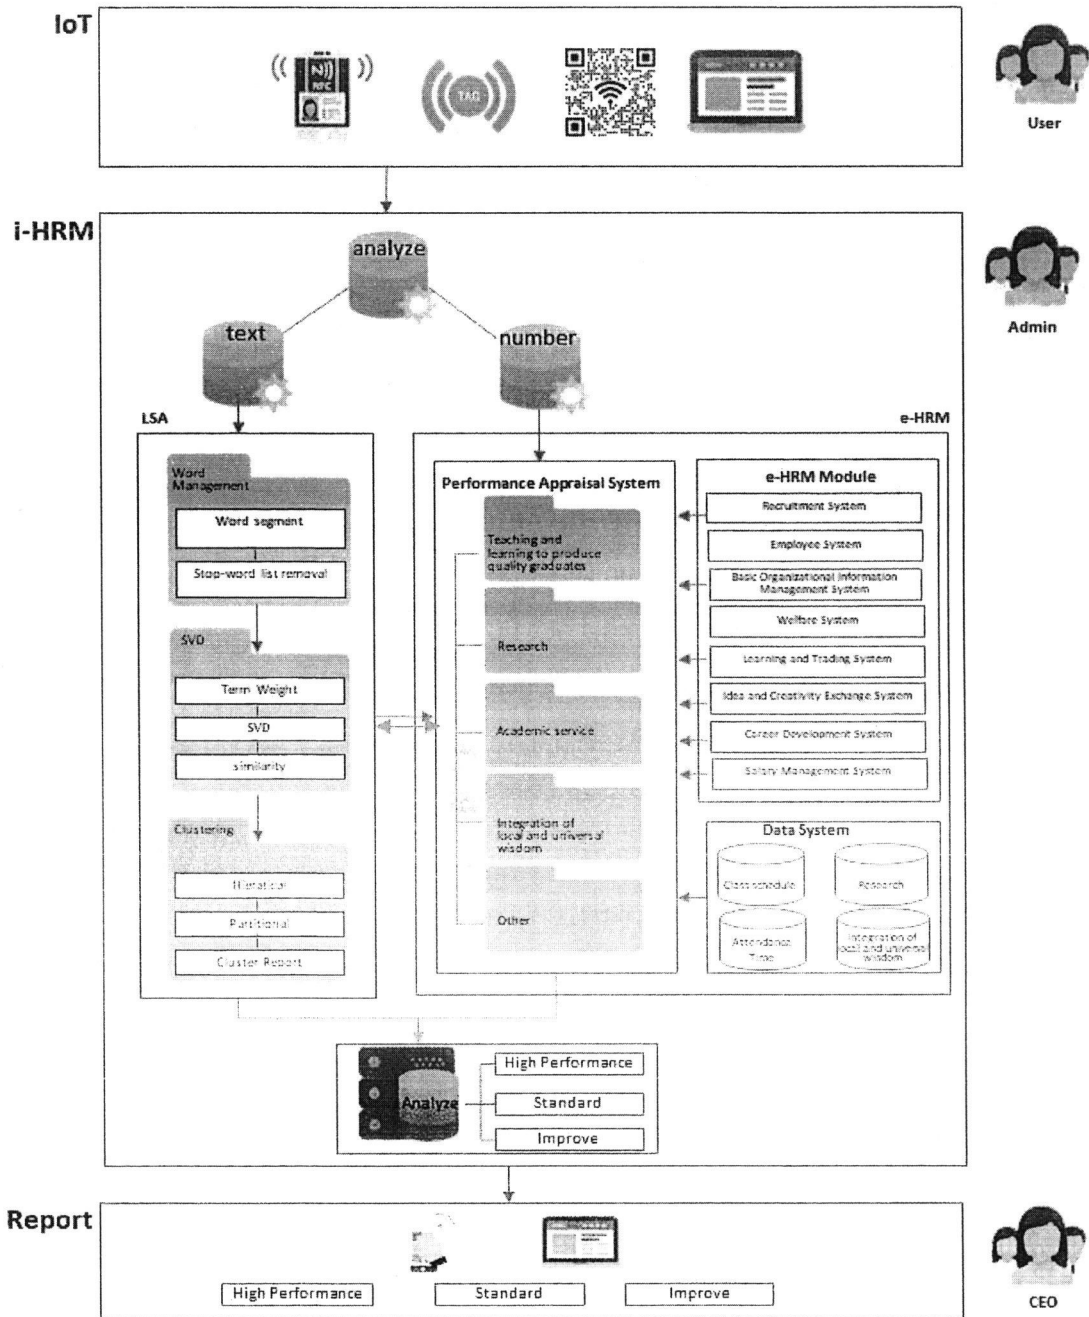 IoT
NFC
TAG
User
i-HRM
analyze
Admin
text
number
LSA
e-HRM
Word
Management
Word segment
Stop-word list removal
SVD
Term Weight
SVD
similarity
Clustering
Partitional
Cluster Report
Performance Appraisal System
Teaching and
learning to produce
quality graduates
Research
Academic service
Integration of
local and universal
wisdom
Other
e-HRM Module
Recruitment System
Employee System
Basic Organizational Information
Management System
Welfare System
Learning and Trading System
Idea and Creativity Exchange System
Career Development System
Salary Management System
Data System
Class schedule
Research
Attendance
Time
Integration of
local and universal
wisdom
Analyze
High Performance
Standard
Improve
Report
High Performance
Standard
Improve
CEO